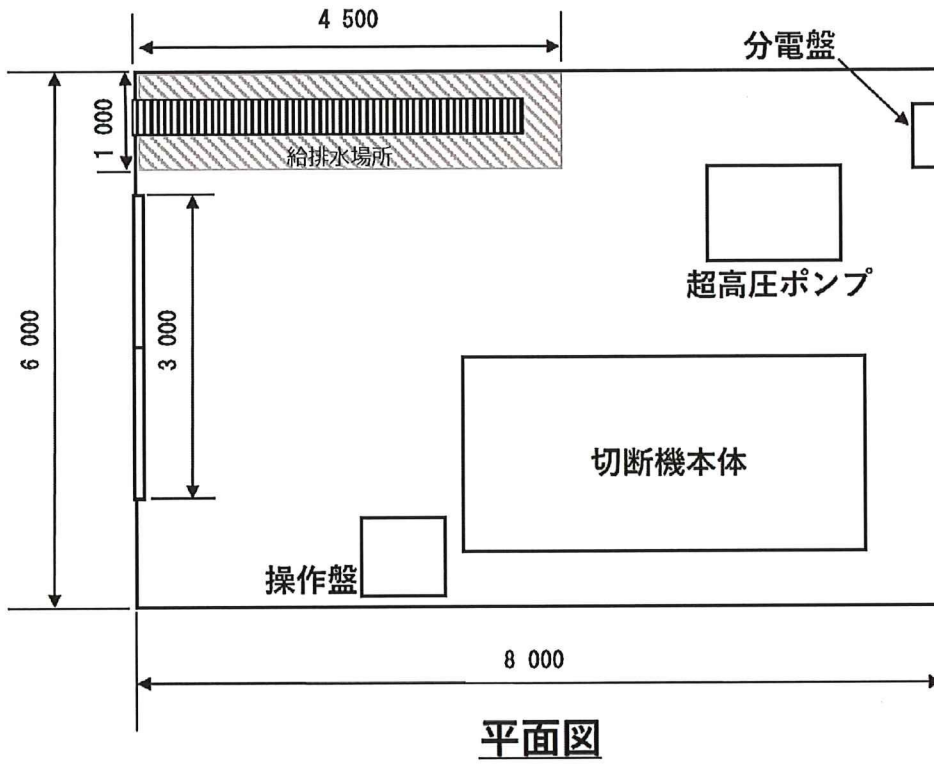 4 500
分電盤
1 000
給排水場所
超高圧ポンプ
6 000
3 000
切断機本体
操作盤
8 000
平面図